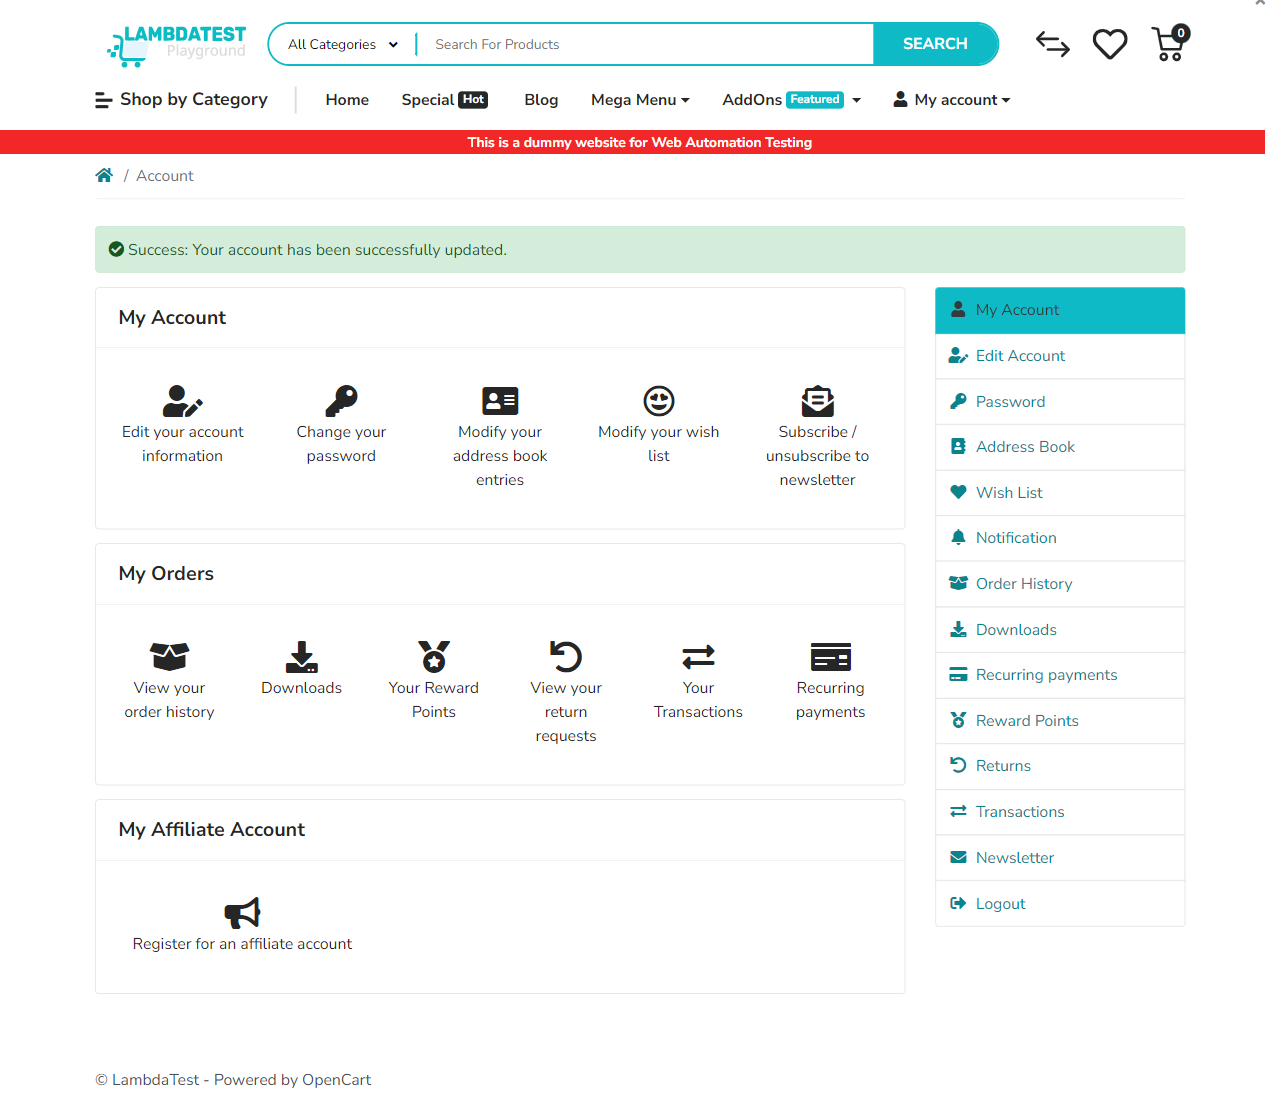 LAMBDATEST
Playground
All Categories
Search For Products
SEARCH
0
Shop by Category
Home
Special Hot
Blog
Mega Menu
AddOns Featured
My account
This is a dummy website for Web Automation Testing
/ Account
Success: Your account has been successfully updated.
My Account
Edit your account
information
Change your
password
Modify your
address book
entries
Modify your wish
list
Subscribe /
unsubscribe to
newsletter
My Orders
View your
order history
Downloads
Your Reward
Points
View your
return
requests
Your
Transactions
Recurring
payments
My Affiliate Account
Register for an affiliate account
My Account
Edit Account
Password
Address Book
Wish List
Notification
Order History
Downloads
Recurring payments
Reward Points
Returns
Transactions
Newsletter
Logout
© LambdaTest - Powered by OpenCart